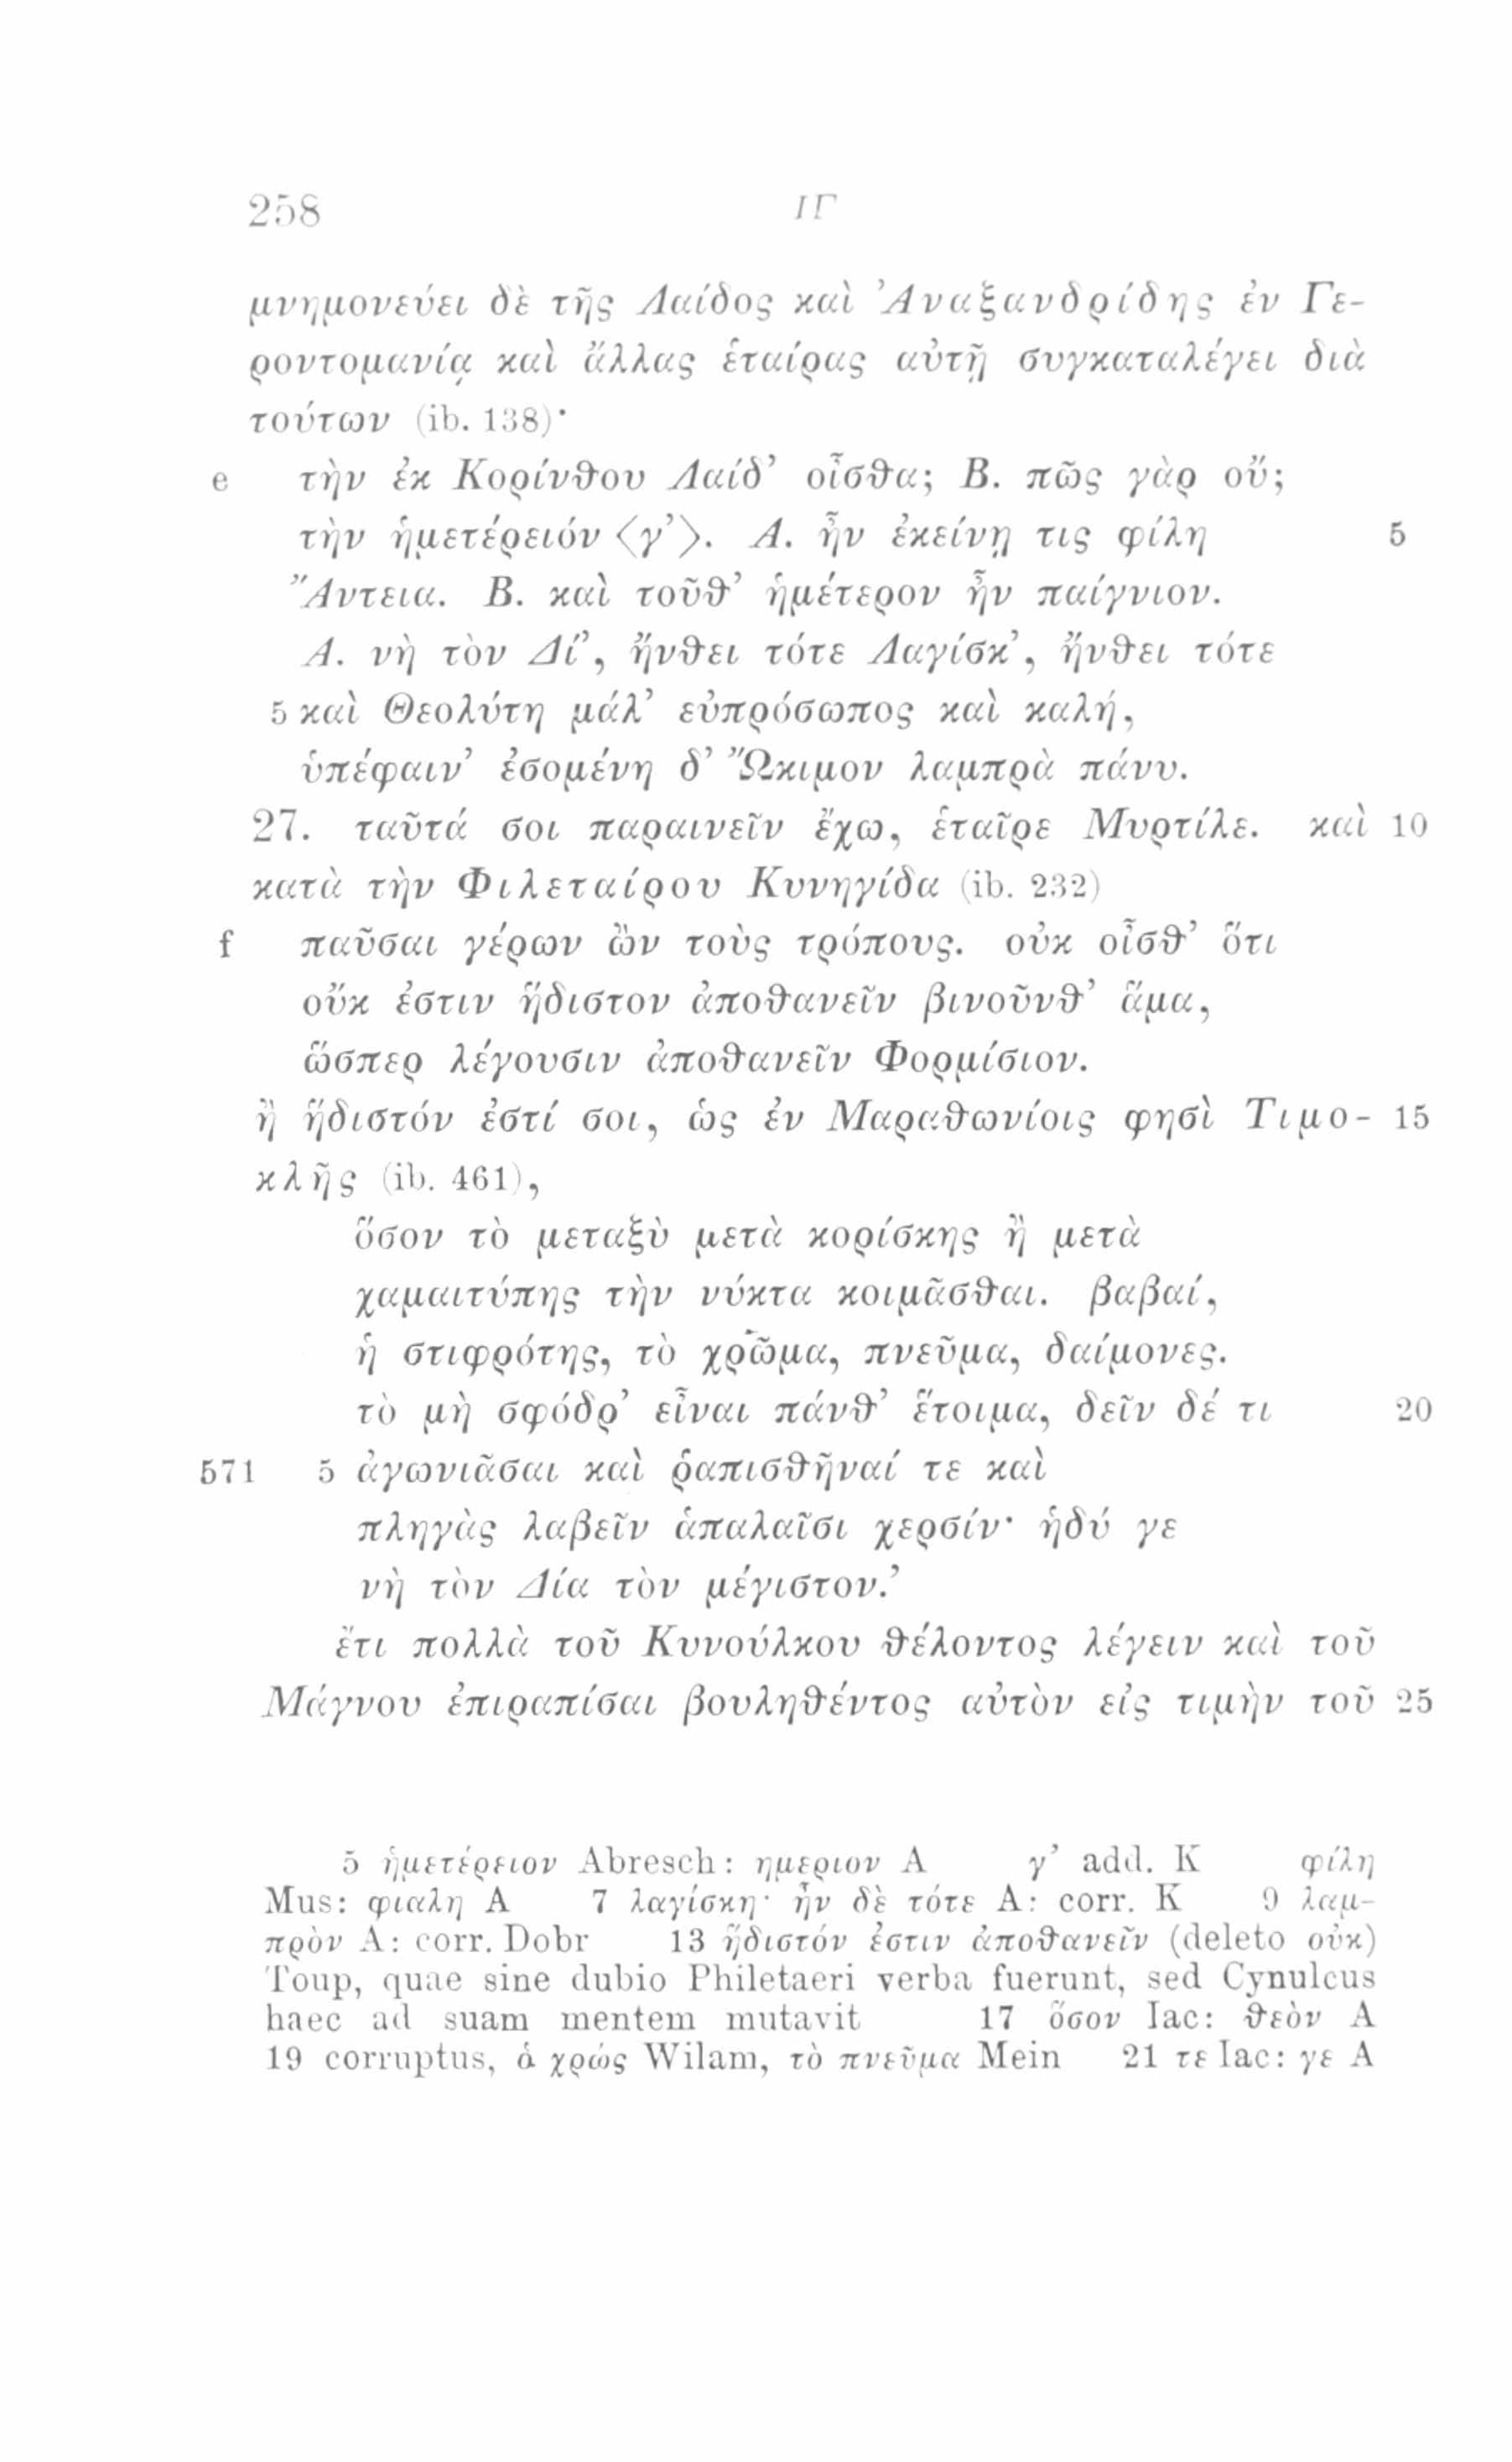 258 ΙΓ
μνημονεύει δὲ τῆς Λαίδος καὶ Ἀναξανδρίδης ἐν Γε-
ροντομανίᾳ καὶ ἄλλας ἑταίρας αὐτῇ συγκαταλέγει διὰ
τούτων (ib. 138)·
e τὴν ἐκ Κορίνθου Λαίδ’ οἶσθα; Β. πῶς γὰρ οὔ;
τὴν ἡμετέρειόν <γ’>. Α. ἦν ἐκείνῃ τις φίλη 5
Ἄντεια. Β. καὶ τοῦθ’ ἡμέτερον ἦν παίγνιον.
Α. νὴ τὸν Δί’, ἤνθει τότε Λαγίσκ’, ἤνθει τότε
5 καὶ Θεολύτη μάλ’ εὐπρόσωπος καὶ καλή,
ὑπέφαιν’ ἐσομένη δ’ Ὤκιμον λαμπρὰ πάνυ.
27. ταῦτά σοι παραινεῖν ἔχω, ἑταῖρε Μυρτίλε. καὶ 10
κατὰ τὴν Φιλεταίρου Κυνηγίδα (ib. 232)
f παῦσαι γέρων ὢν τοὺς τρόπους. οὐκ οἶσθ’ ὅτι
οὔκ ἐστιν ἥδιστον ἀποθανεῖν βινοῦνθ’ ἅμα,
ὥσπερ λέγουσιν ἀποθανεῖν Φορμίσιον.
ἢ ἥδιστόν ἐστί σοι, ὡς ἐν Μαραθωνίοις φησὶ Τιμο- 15
κλῆς (ib. 461),
ὅσον τὸ μεταξὺ μετὰ κορίσκης ἢ μετὰ
χαμαιτύπης τὴν νύκτα κοιμᾶσθαι. βαβαί,
ἡ στιφρότης, τὸ χρῶμα, πνεῦμα, δαίμονες.
τὸ μὴ σφόδρ’ εἶναι πάνθ’ ἕτοιμα, δεῖν δέ τι 20
571 5 ἀγωνιᾶσαι καὶ ῥαπισθῆναί τε καὶ
πληγὰς λαβεῖν ἁπαλαῖσι χερσίν· ἡδύ γε
νὴ τὸν Δία τὸν μέγιστον.’
ἔτι πολλὰ τοῦ Κυνούλκου θέλοντος λέγειν καὶ τοῦ
Μάγνου ἐπιραπίσαι βουληθέντος αὐτὸν εἰς τιμὴν τοῦ 25
5 ἡμετέρειον Abresch: ημεριον A γ’ add. K φίλη
Mus: φιαλη A 7 λαγίσκη· ἦν δὲ τότε A: corr. K 9 λαμ-
πρὸν A: corr. Dobr 13 ἥδιστόν ἐστιν ἀποθανεῖν (deleto οὐκ)
Toup, quae sine dubio Philetaeri verba fuerunt, sed Cynulcus
haec ad suam mentem mutavit 17 ὅσον Iac: θεὸν A
19 corruptus, ἁ χρώς Wilam, τὸ πνεῦμα Mein 21 τε Iac: γε A